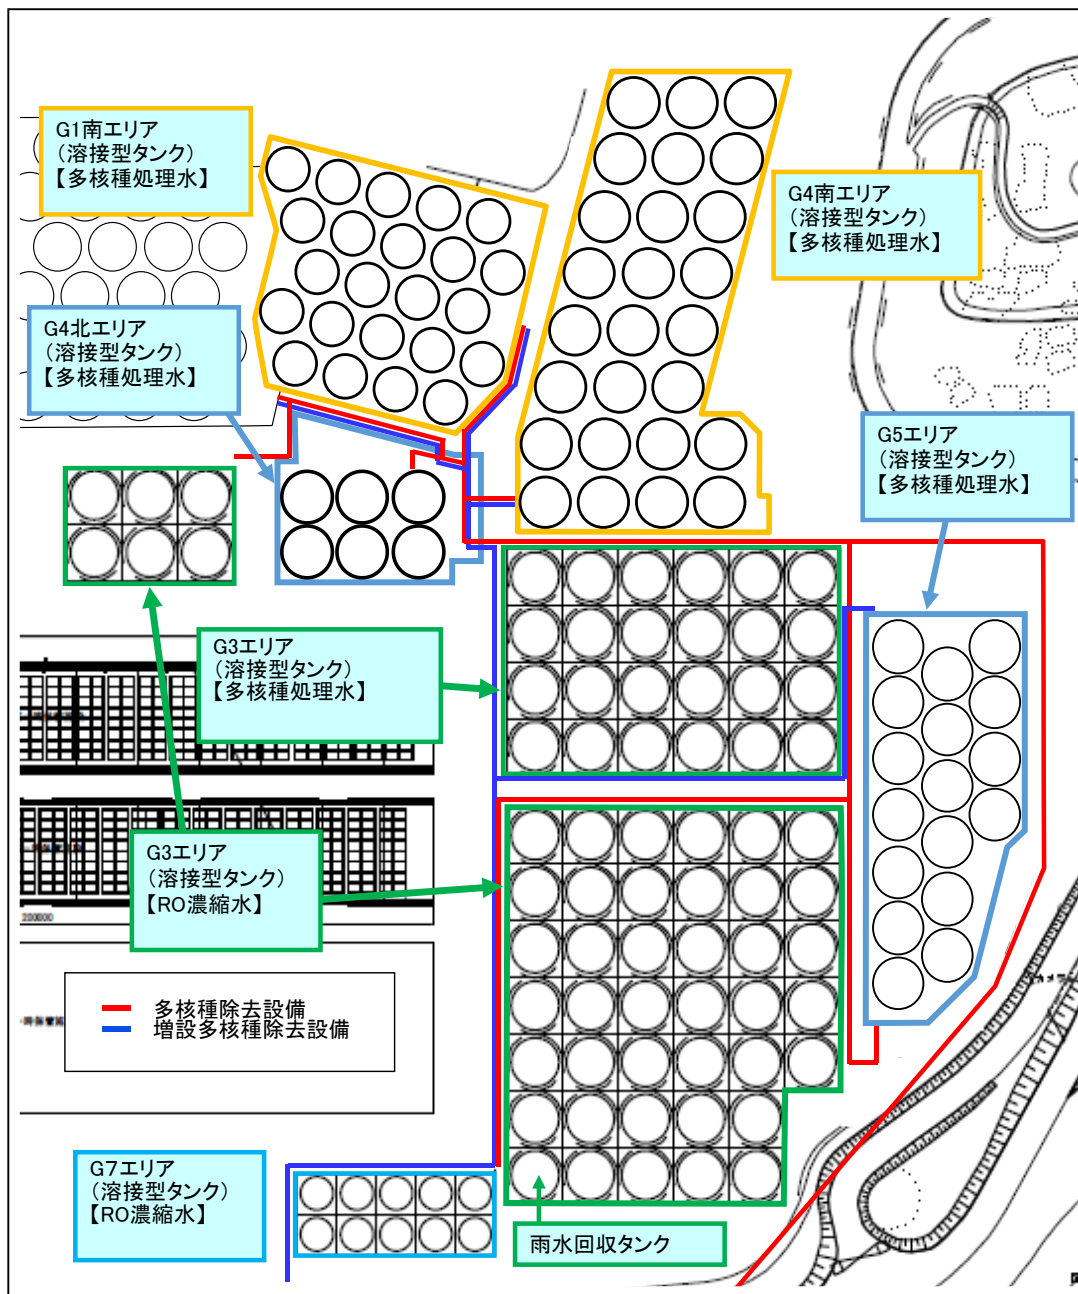 G1南エリア
(溶接型タンク)
【多核種処理水】
G4南エリア
(溶接型タンク)
【多核種処理水】
G4北エリア
(溶接型タンク)
【多核種処理水】
G5エリア
(溶接型タンク)
【多核種処理水】
G3エリア
(溶接型タンク)
【多核種処理水】
G3エリア
(溶接型タンク)
【RO濃縮水】
200000
多核種除去設備
増設多核種除去設備
G7エリア
(溶接型タンク)
【RO濃縮水】
雨水回収タンク